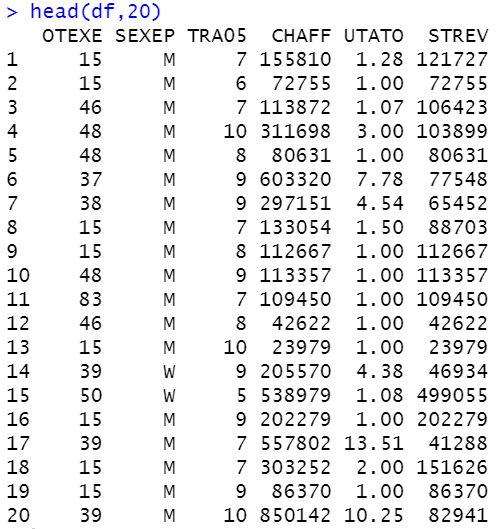 > head(df,20)
OTEXE SEXEP TRA05 CHAFF UTATO STREV
1 15 M 7 155810 1.28 121727
2 15 M 6 72755 1.00 72755
3 46 M 7 113872 1.07 106423
4 48 M 10 311698 3.00 103899
5 48 M 8 80631 1.00 80631
6 37 M 9 603320 7.78 77548
7 38 M 9 297151 4.54 65452
8 15 M 7 133054 1.50 88703
9 15 M 8 112667 1.00 112667
10 48 M 9 113357 1.00 113357
11 83 M 7 109450 1.00 109450
12 46 M 8 42622 1.00 42622
13 15 M 10 23979 1.00 23979
14 39 W 9 205570 4.38 46934
15 50 W 5 538979 1.08 499055
16 15 M 9 202279 1.00 202279
17 39 M 7 557802 13.51 41288
18 15 M 7 303252 2.00 151626
19 15 M 9 86370 1.00 86370
20 39 M 10 850142 10.25 82941